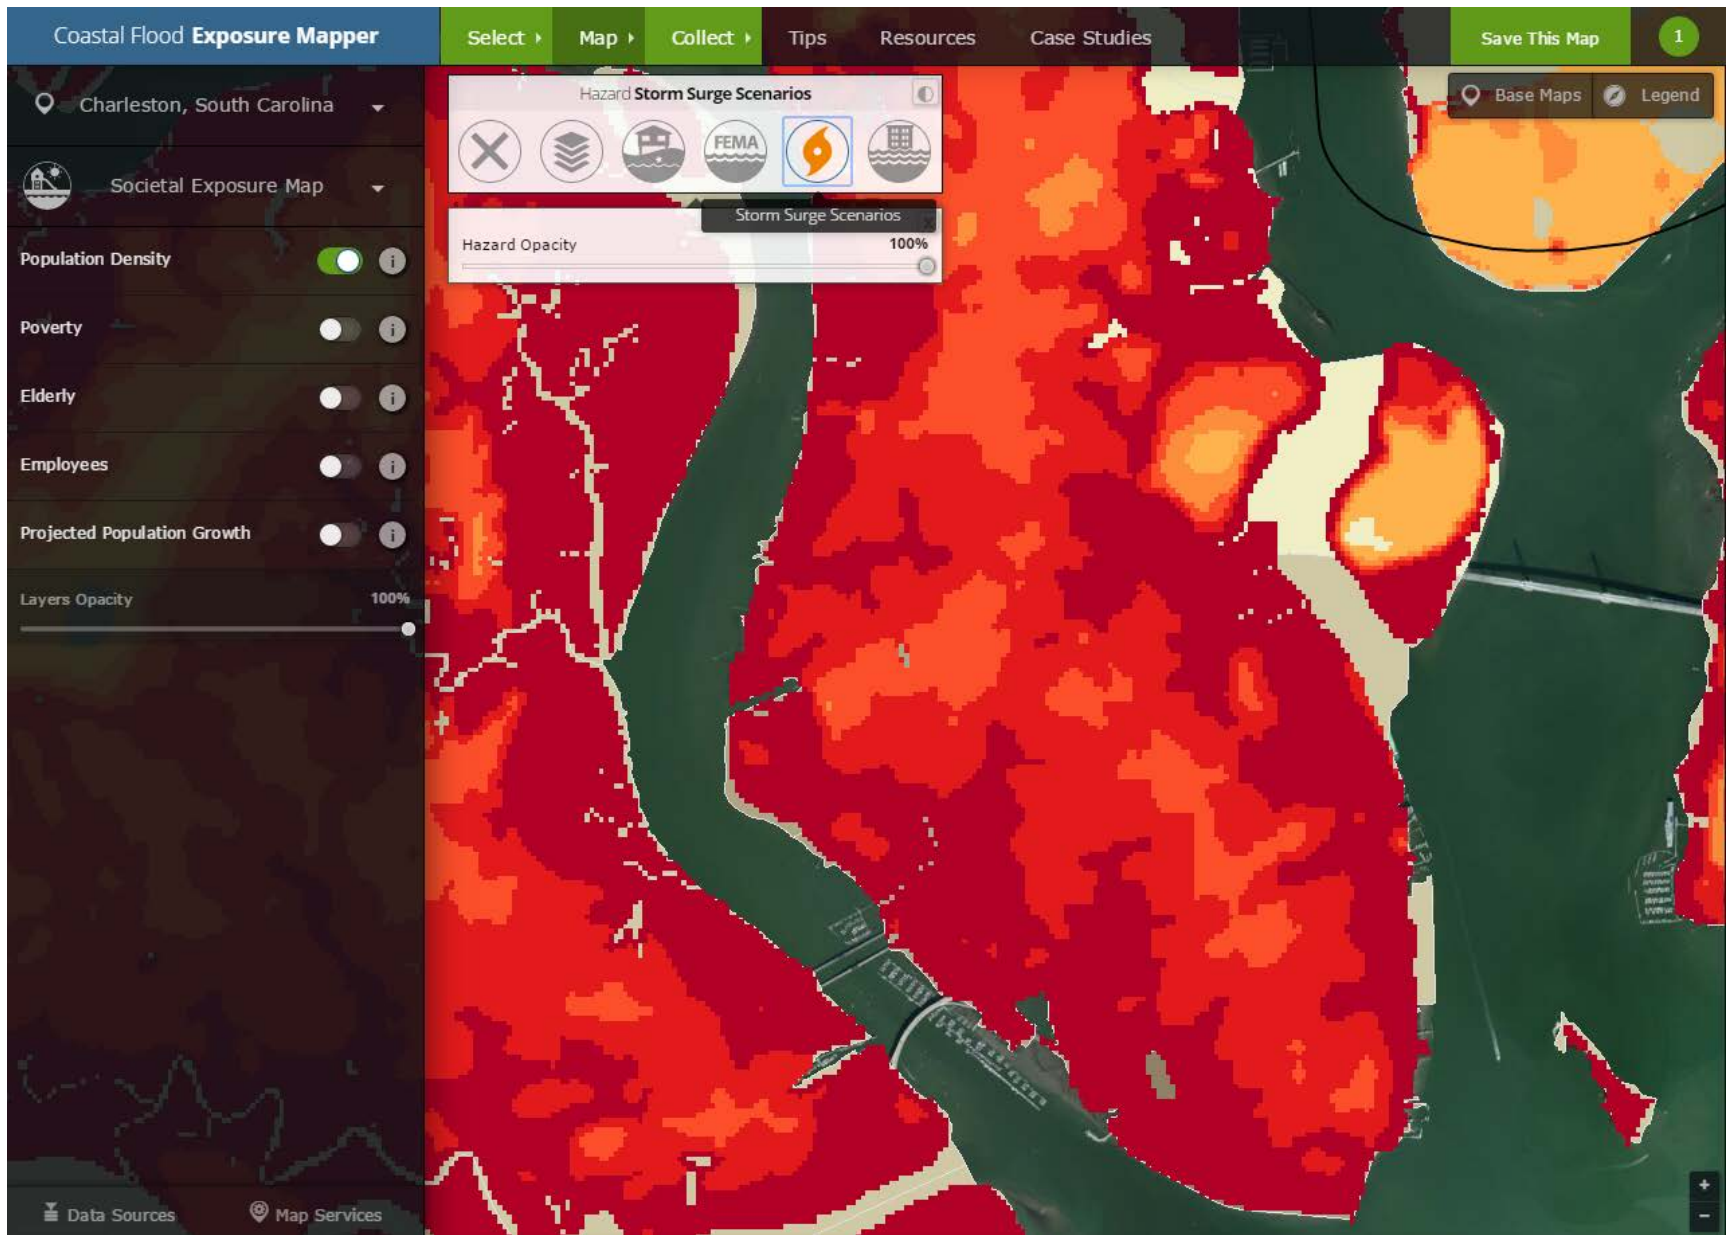 Coastal Flood Exposure Mapper
Select
Map
Collect
Tips
Resources
Case Studies
Save This Map
1
Charleston, South Carolina
Societal Exposure Map
Population Density
i
Poverty
i
Elderly
i
Employees
i
Projected Population Growth
i
Layers Opacity 100%
Data Sources
Map Services
Hazard Storm Surge Scenarios
FEMA
Storm Surge Scenarios
Hazard Opacity 100%
Base Maps
Legend
+
−